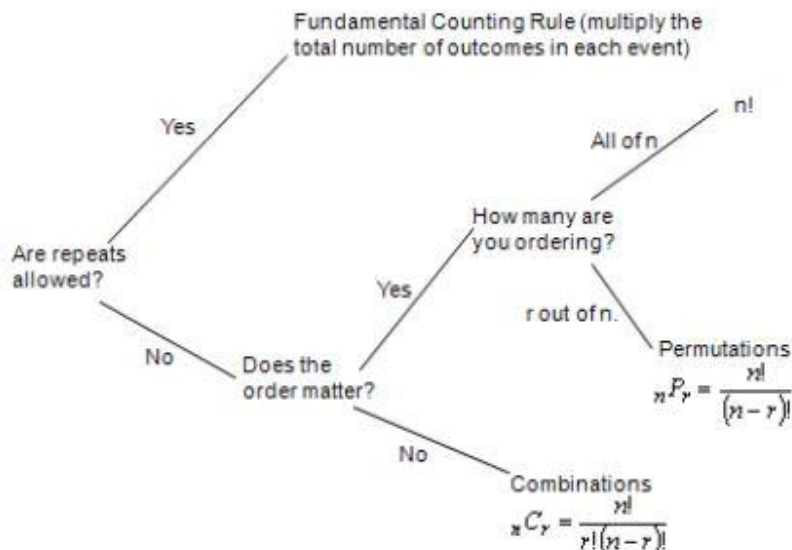 Fundamental Counting Rule (multiply the
total number of outcomes in each event)
Yes
n!
All of n
How many are
you ordering?
Are repeats
allowed?
Yes
r out of n.
No
Does the
order matter?
Permutations
nPr = n!/(n - r)!
No
Combinations
nCr = n!/r!(n - r)!